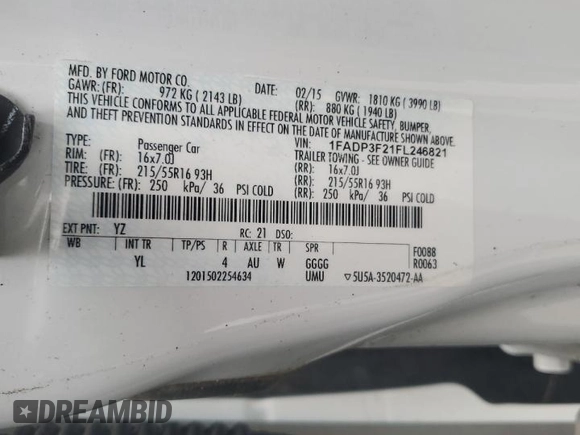 MFD. BY FORD MOTOR CO.
GAWR: (FR) 972 KG ( 2143 LB) 02/15 GVWR: 1810 KG ( 3990 LB)
(RR) 880 KG ( 1940 LB)
THIS VEHICLE CONFORMS TO ALL APPLICABLE FEDERAL MOTOR VEHICLE SAFETY, BUMPER,
AND THEFT PREVENTION STANDARDS IN EFFECT ON THE DATE OF MANUFACTURE SHOWN ABOVE.
VIN: 1FADP3F21FL246821
TYPE: Passenger Car TRAILER TOWING - SEE OWNER GUIDE
RIM: (FR) 16x7.0J (RR) 16x7.0J
TIRE: (FR) 215/55R16 93H (RR) 215/55R16 93H
PRESSURE: (FR) 250 kPa/ 36 PSI COLD (RR) 250 kPa/ 36 PSI COLD
EXT PNT: YZ RC: 21 DSO:
WB INT TR TP/PS R AXLE TR SPR F0088
YL 4 AU W GGGG R0063
1201502254634 UMU ▽5U5A-3520472-AA
DREAMBID